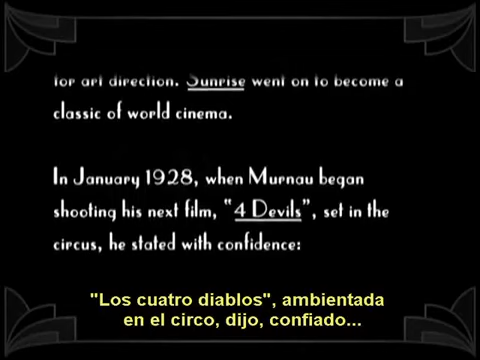 for art direction. Sunrise went on to become a
classic of world cinema.
In January 1928, when Murnau began
shooting his next film, "4 Devils", set in the
circus, he stated with confidence:
"Los cuatro diablos", ambientada
en el circo, dijo, confiado...